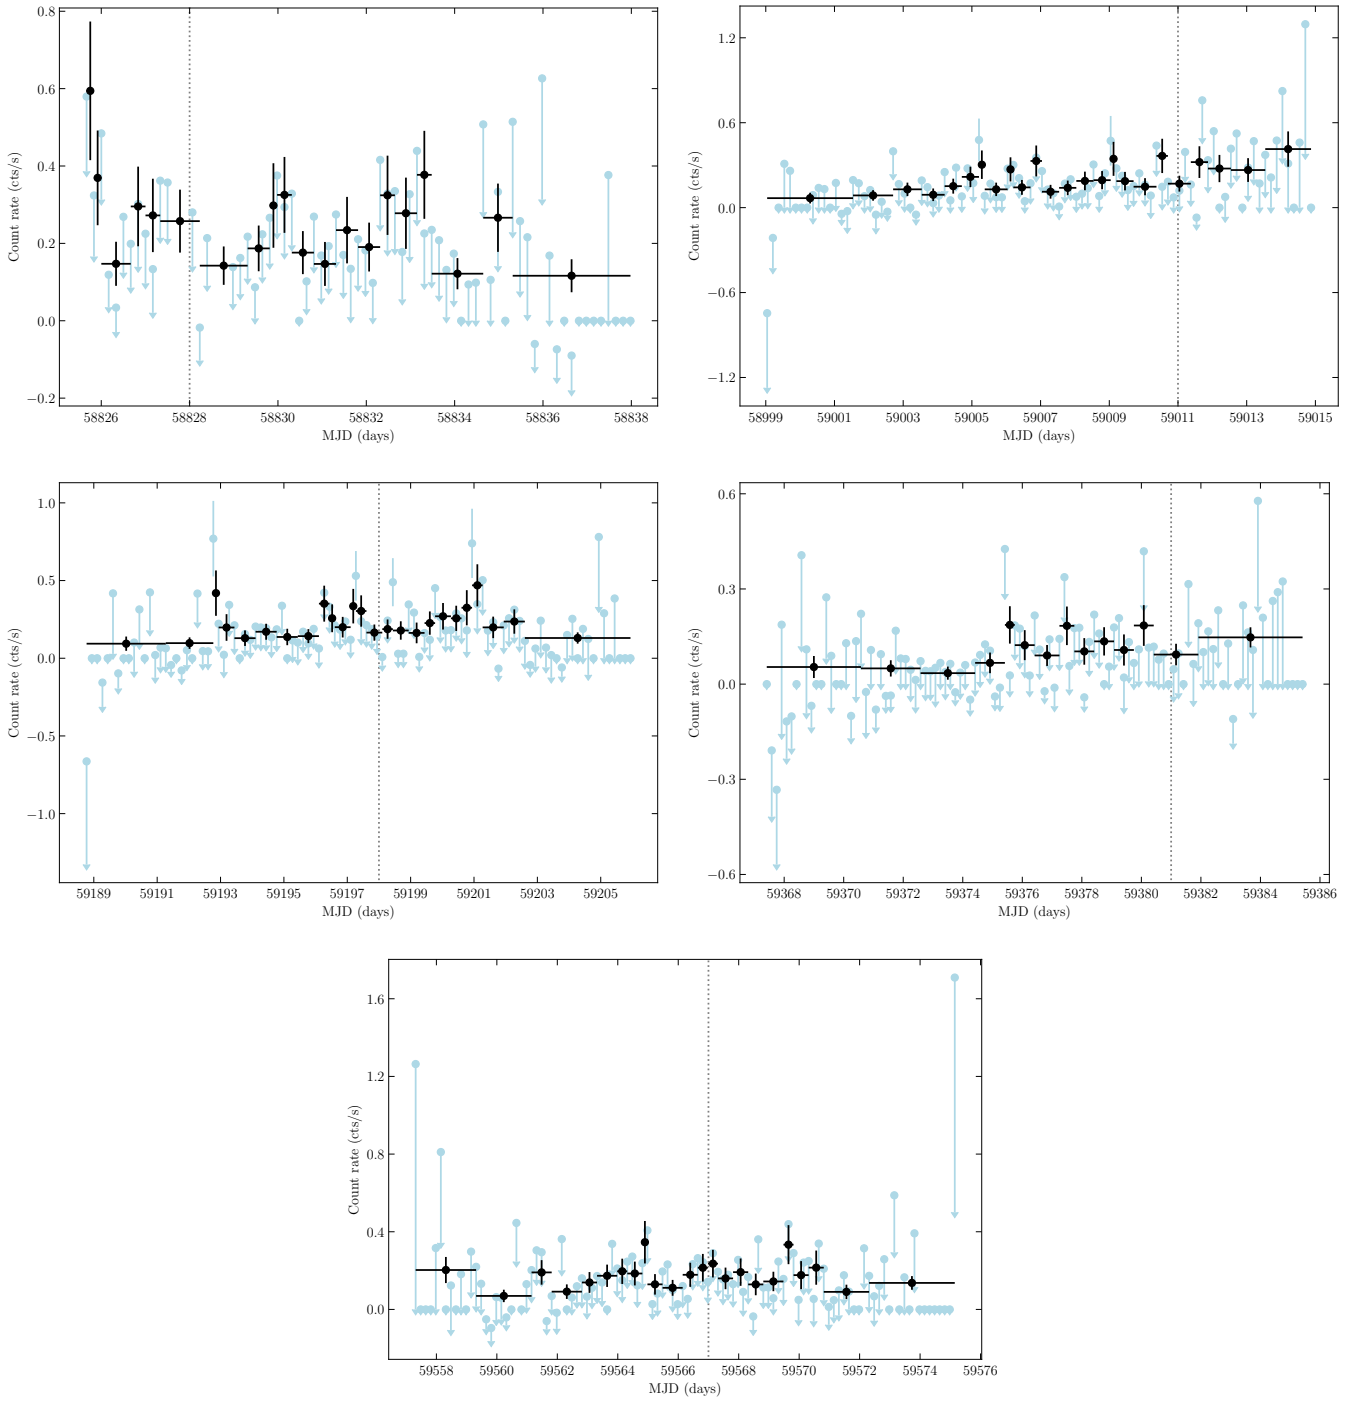 0.8
0.6
0.4
0.2
0.0
−0.2
Count rate (cts/s)
58826 58828 58830 58832 58834 58836 58838
MJD (days)
1.2
0.6
0.0
−0.6
−1.2
Count rate (cts/s)
58999 59001 59003 59005 59007 59009 59011 59013 59015
MJD (days)
1.0
0.5
0.0
−0.5
−1.0
Count rate (cts/s)
59189 59191 59193 59195 59197 59199 59201 59203 59205
MJD (days)
0.6
0.3
0.0
−0.3
−0.6
Count rate (cts/s)
59368 59370 59372 59374 59376 59378 59380 59382 59384 59386
MJD (days)
1.6
1.2
0.8
0.4
0.0
Count rate (cts/s)
59558 59560 59562 59564 59566 59568 59570 59572 59574 59576
MJD (days)